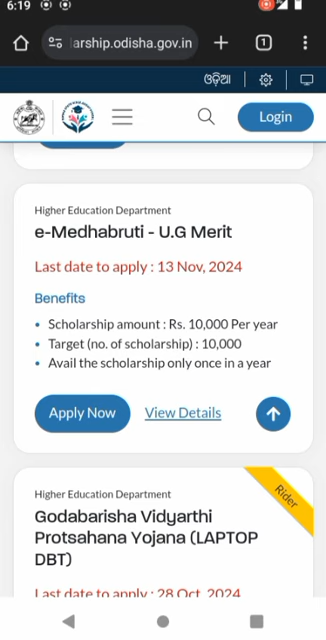 6:19
arship.odisha.gov.in
1
ଓଡ଼ିଆ
Login
Higher Education Department
e-Medhabruti - U.G Merit
Last date to apply : 13 Nov, 2024
Benefits
Scholarship amount : Rs. 10,000 Per year
Target (no. of scholarship) : 10,000
Avail the scholarship only once in a year
Apply Now
View Details
Rider
Higher Education Department
Godabarisha Vidyarthi
Protsahana Yojana (LAPTOP
DBT)
Last date to apply : 28 Oct, 2024